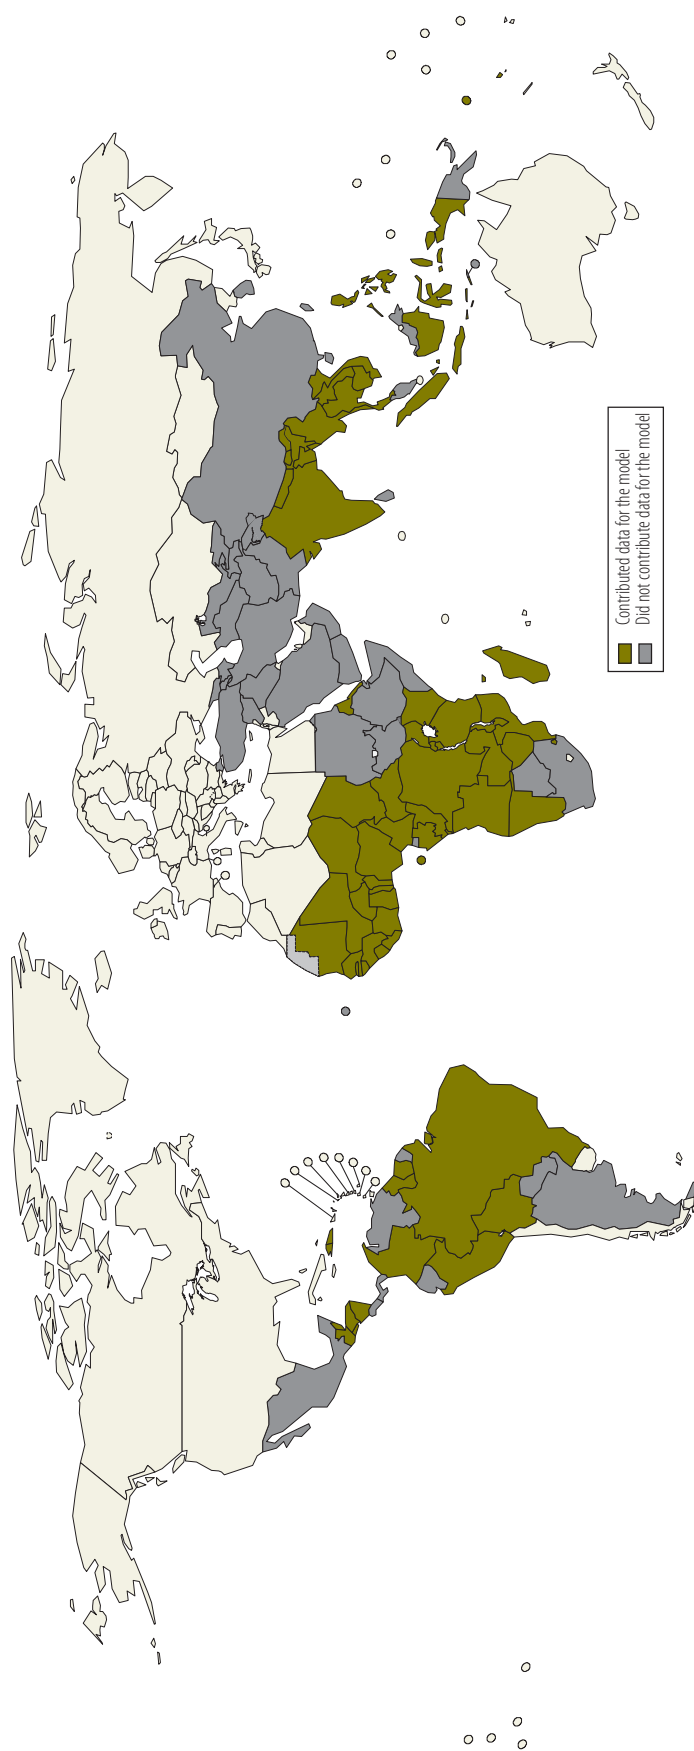 Contributed data for the model
Did not contribute data for the model